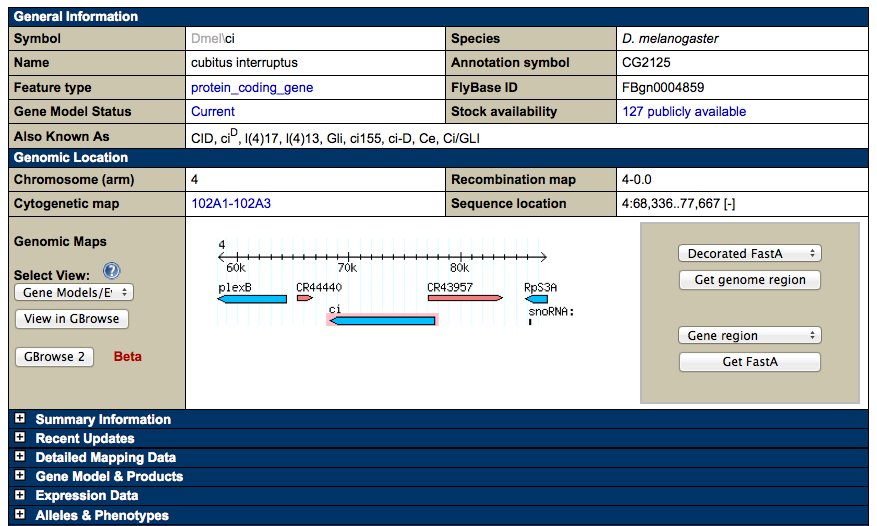 General Information
Symbol Dmel\ci Species D. melanogaster
Name cubitus interruptus Annotation symbol CG2125
Feature type protein_coding_gene FlyBase ID FBgn0004859
Gene Model Status Current Stock availability 127 publicly available
Also Known As CID, ciD, l(4)17, l(4)13, Gli, ci155, ci-D, Ce, Ci/GLI
Genomic Location
Chromosome (arm) 4 Recombination map 4-0.0
Cytogenetic map 102A1-102A3 Sequence location 4:68,336..77,667 [-]
Genomic Maps
Select View: ?
Gene Models/E
View in GBrowse
GBrowse 2 Beta
4
60k 70k 80k
plexB CR44440 CR43957 RpS3A
ci snoRNA:
Decorated FastA
Get genome region
Gene region
Get FastA
+ Summary Information
+ Recent Updates
+ Detailed Mapping Data
+ Gene Model & Products
+ Expression Data
+ Alleles & Phenotypes